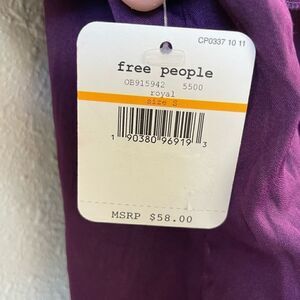 CP0337 10 11
free people
OB915942 5500
royal
size S
1 90380 96919 3
MSRP $58.00